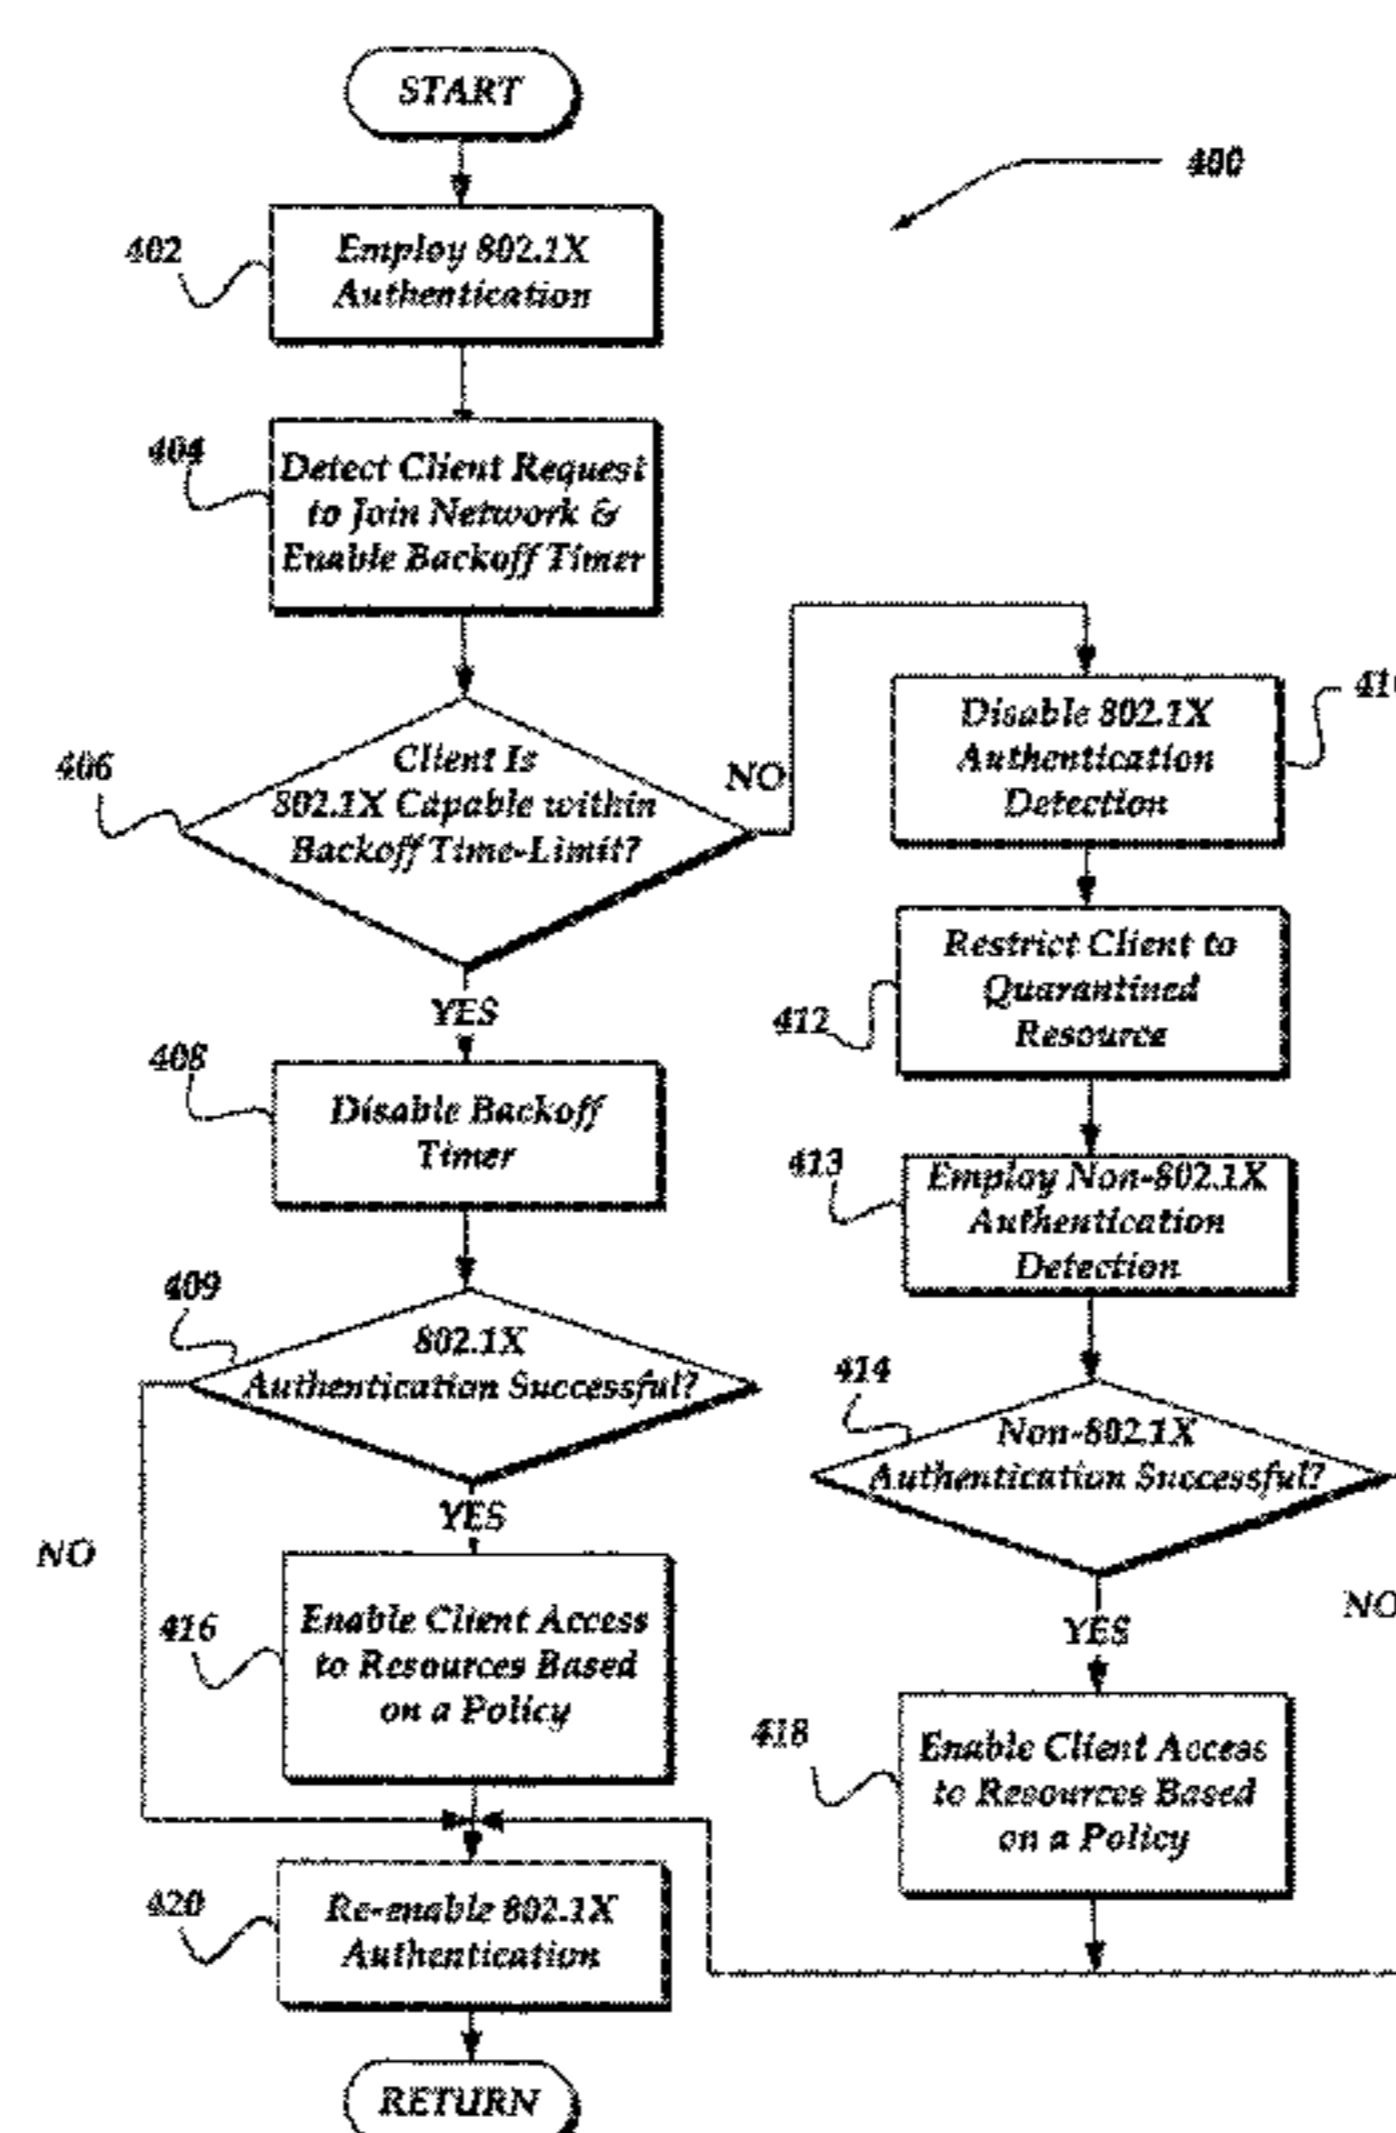 START
400
402
Employ 802.1X
Authentication
404
Detect Client Request
to Join Network &
Enable Backoff Timer
406
Client Is
802.1X Capable within
Backoff Time-Limit?
NO
YES
408
Disable Backoff
Timer
409
802.1X
Authentication Successful?
NO
YES
416
Enable Client Access
to Resources Based
on a Policy
420
Re-enable 802.1X
Authentication
RETURN
Disable 802.1X
Authentication
Detection
412
Restrict Client to
Quarantined
Resource
413
Employ Non-802.1X
Authentication
Detection
414
Non-802.1X
Authentication Successful?
NO
YES
418
Enable Client Access
to Resources Based
on a Policy